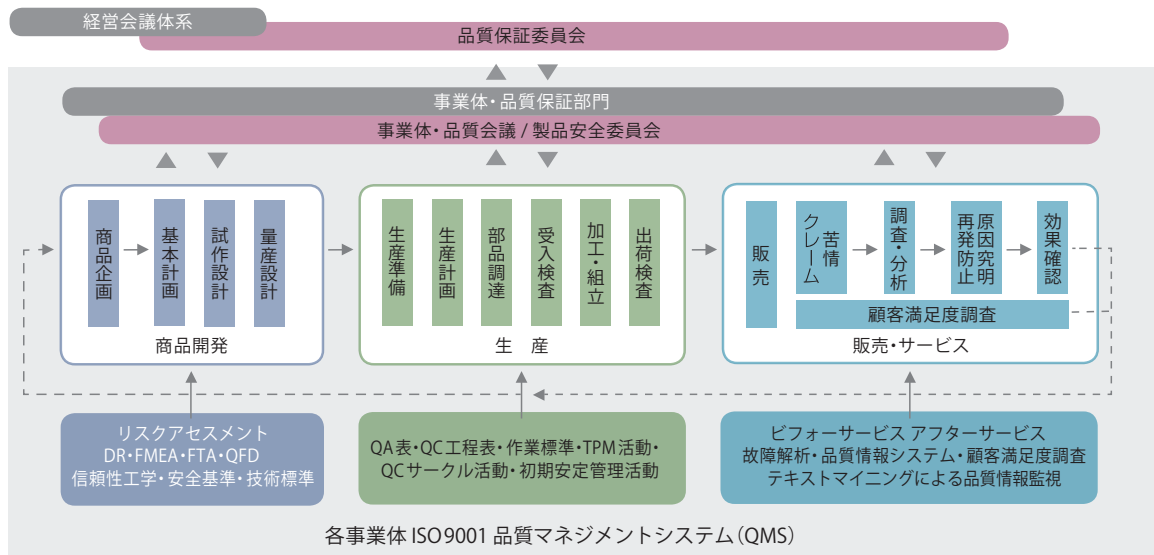 経営会議体系
品質保証委員会
事業体・品質保証部門
事業体・品質会議 / 製品安全委員会
商品企画
基本計画
試作設計
量産設計
商品開発
生産準備
生産計画
部品調達
受入検査
加工・組立
出荷検査
生　産
販売
苦情
クレーム
調査・分析
原因究明
再発防止
効果確認
顧客満足度調査
販売・サービス
リスクアセスメント
DR・FMEA・FTA・QFD
信頼性工学・安全基準・技術標準
QA表・QC工程表・作業標準・TPM活動・
QCサークル活動・初期安定管理活動
ビフォーサービス アフターサービス
故障解析・品質情報システム・顧客満足度調査
テキストマイニングによる品質情報監視
各事業体 ISO9001 品質マネジメントシステム（QMS）